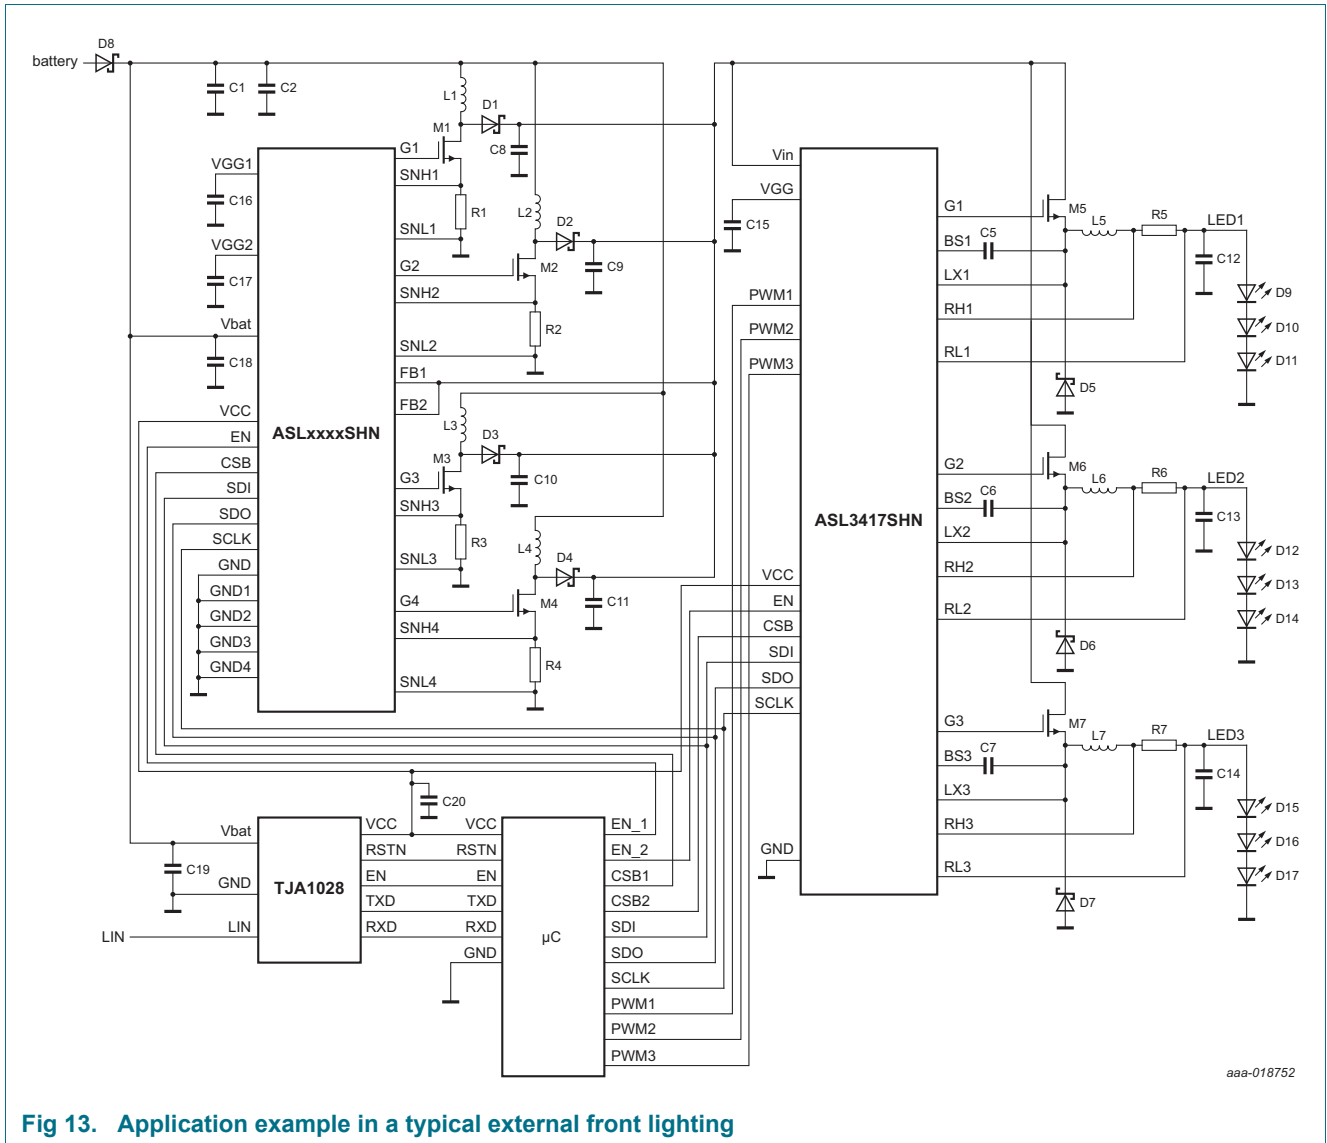 battery
D8
C1
C2
L1
D1
M1
C8
L2
D2
M2
C9
R1
R2
VGG1
C16
VGG2
C17
Vbat
C18
VCC
EN
CSB
SDI
SDO
SCLK
GND
GND1
GND2
GND3
GND4
ASLxxxxSHN
G1
SNH1
SNL1
G2
SNH2
SNL2
FB1
FB2
G3
SNH3
SNL3
G4
SNH4
SNL4
L3
D3
M3
C10
R3
L4
D4
M4
C11
R4
Vin
VGG
C15
PWM1
PWM2
PWM3
VCC
EN
CSB
SDI
SDO
SCLK
GND
ASL3417SHN
G1
BS1
LX1
RH1
RL1
G2
BS2
LX2
RH2
RL2
G3
BS3
LX3
RH3
RL3
M5
C5
L5
R5
LED1
C12
D5
D9
D10
D11
M6
C6
L6
R6
LED2
C13
D6
D12
D13
D14
M7
C7
L7
R7
LED3
C14
D7
D15
D16
D17
C20
C19
LIN
Vbat
GND
LIN
TJA1028
VCC
RSTN
EN
TXD
RXD
VCC
RSTN
EN
TXD
RXD
GND
µC
EN_1
EN_2
CSB1
CSB2
SDI
SDO
SCLK
PWM1
PWM2
PWM3
aaa-018752
Fig 13. Application example in a typical external front lighting